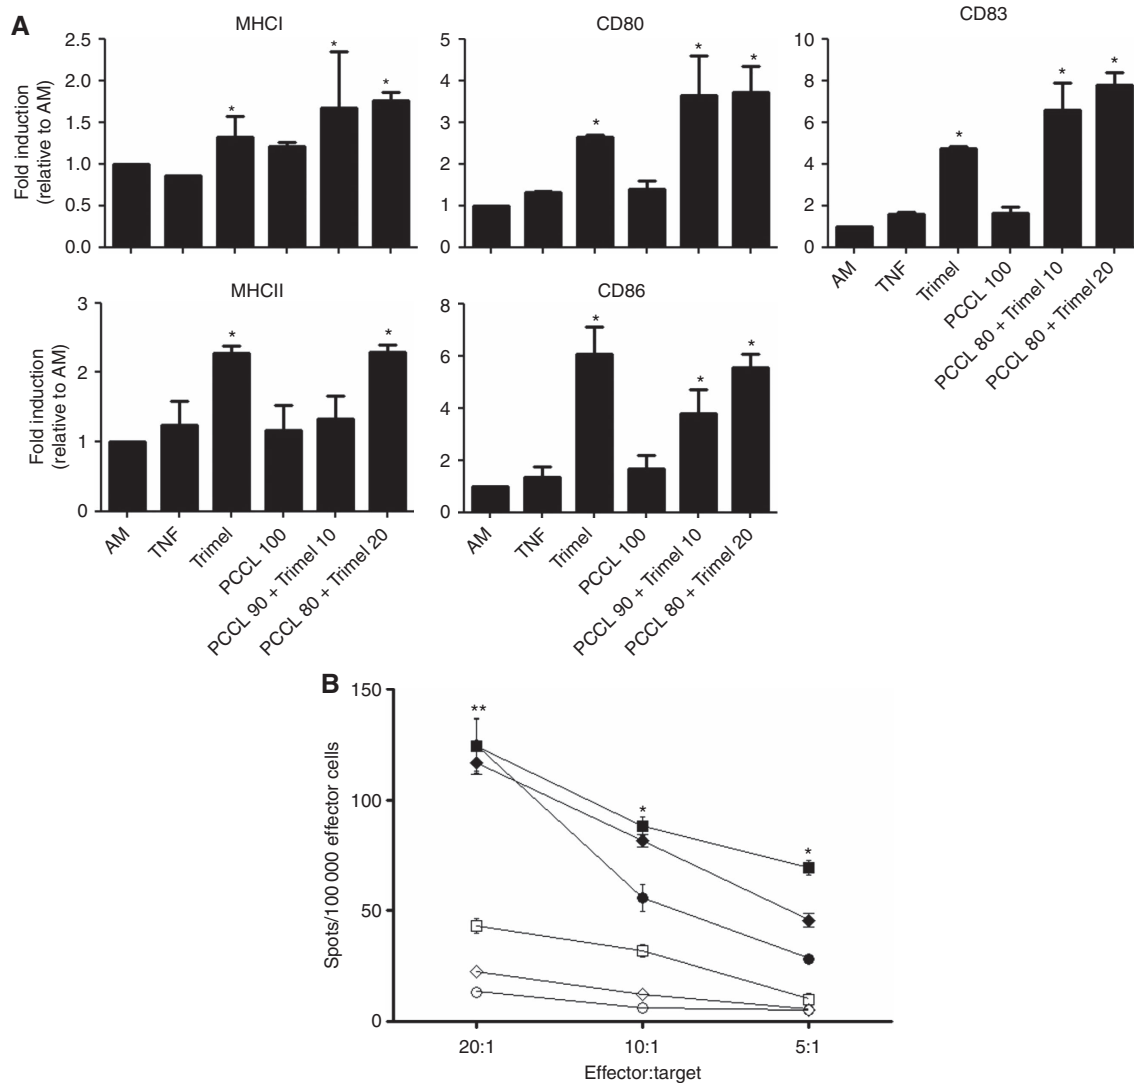 A
MHCI
CD80
CD83
Fold induction
(relative to AM)
2.5
2.0
1.5
1.0
0.5
0.0
* * * *
5
4
3
2
1
0
* * *
10
8
6
4
2
0
* * *
AM
TNF
Trimel
PCCL 100
PCCL 80 + Trimel 10
PCCL 80 + Trimel 20
MHCII
CD86
Fold induction
(relative to AM)
3
2
1
0
* *
AM
TNF
Trimel
PCCL 100
PCCL 90 + Trimel 10
PCCL 80 + Trimel 20
8
6
4
2
0
* * *
AM
TNF
Trimel
PCCL 100
PCCL 90 + Trimel 10
PCCL 80 + Trimel 20
B
Spots/100 000 effector cells
150
100
50
0
**
*
*
20:1
10:1
5:1
Effector:target